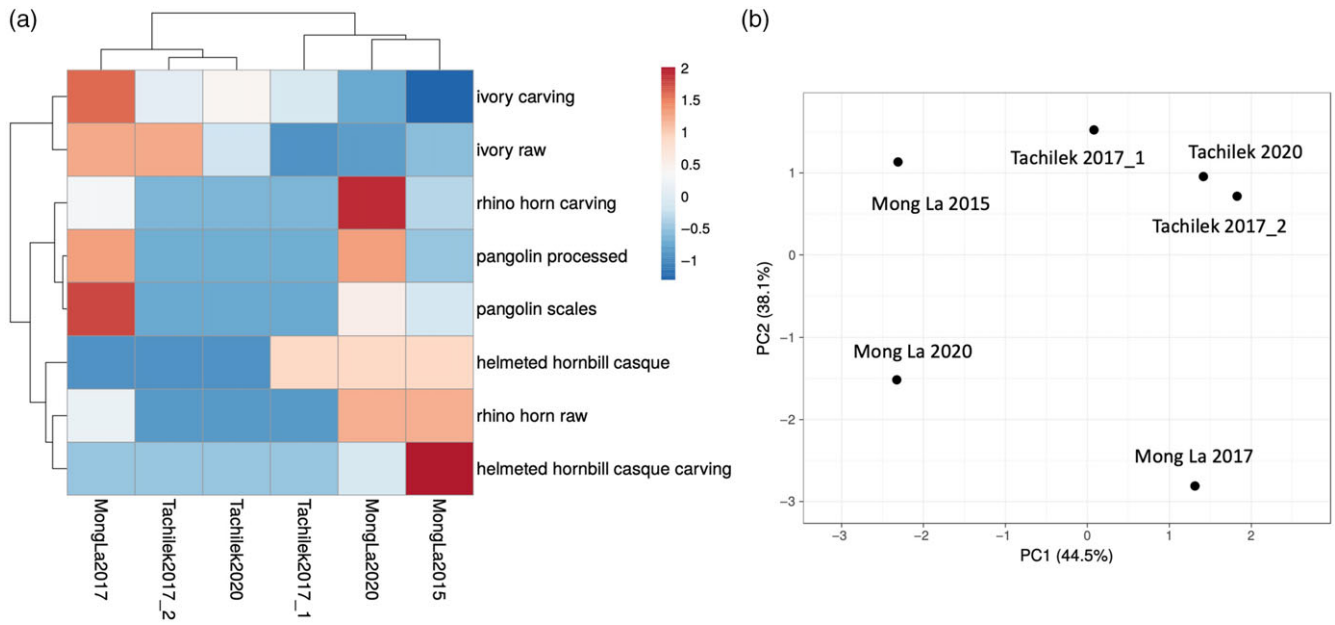 (a)
2
1.5
1
0.5
0
−0.5
−1
ivory carving
ivory raw
rhino horn carving
pangolin processed
pangolin scales
helmeted hornbill casque
rhino horn raw
helmeted hornbill casque carving
MongLa2017
Tachilek2017_2
Tachilek2020
Tachilek2017_1
MongLa2020
MongLa2015
(b)
PC2 (38.1%)
1
0
−1
−2
−3
Mong La 2015
Tachilek 2017_1
Tachilek 2020
Tachilek 2017_2
Mong La 2020
Mong La 2017
−3
−2
−1
0
1
2
PC1 (44.5%)